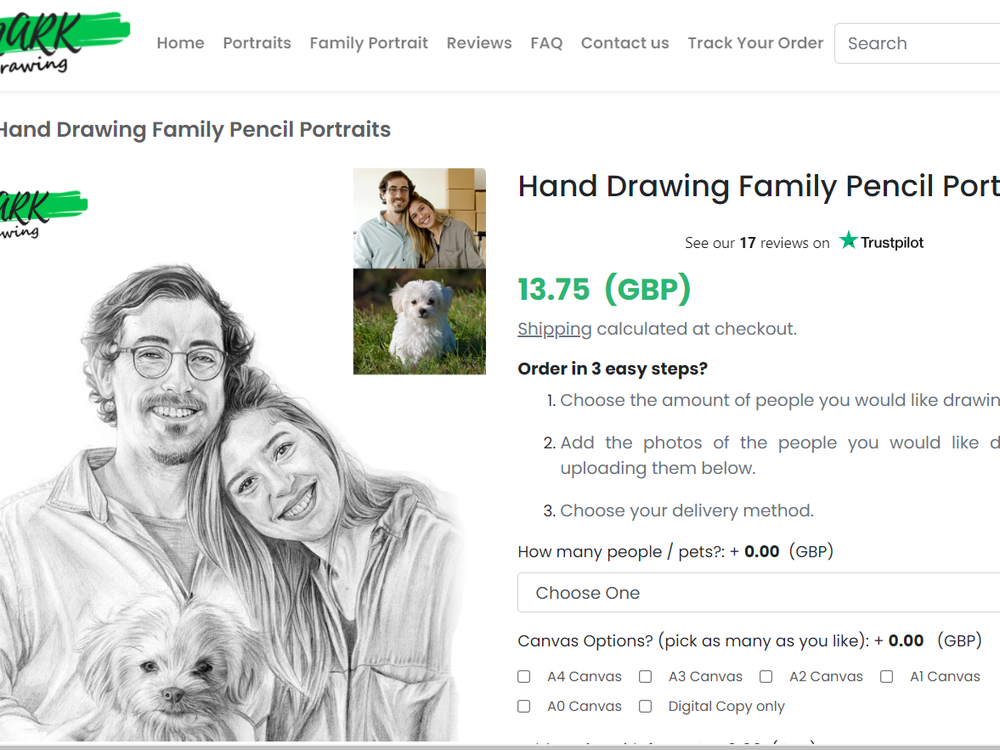 ARK
rawing
Home Portraits Family Portrait Reviews FAQ Contact us Track Your Order Search
Hand Drawing Family Pencil Portraits
ARK
wing
Hand Drawing Family Pencil Port
See our 17 reviews on Trustpilot
13.75 (GBP)
Shipping calculated at checkout.
Order in 3 easy steps?
1. Choose the amount of people you would like drawin
2. Add the photos of the people you would like d
uploading them below.
3. Choose your delivery method.
How many people / pets?: + 0.00 (GBP)
Choose One
Canvas Options? (pick as many as you like): + 0.00 (GBP)
A4 Canvas A3 Canvas A2 Canvas A1 Canvas
A0 Canvas Digital Copy only